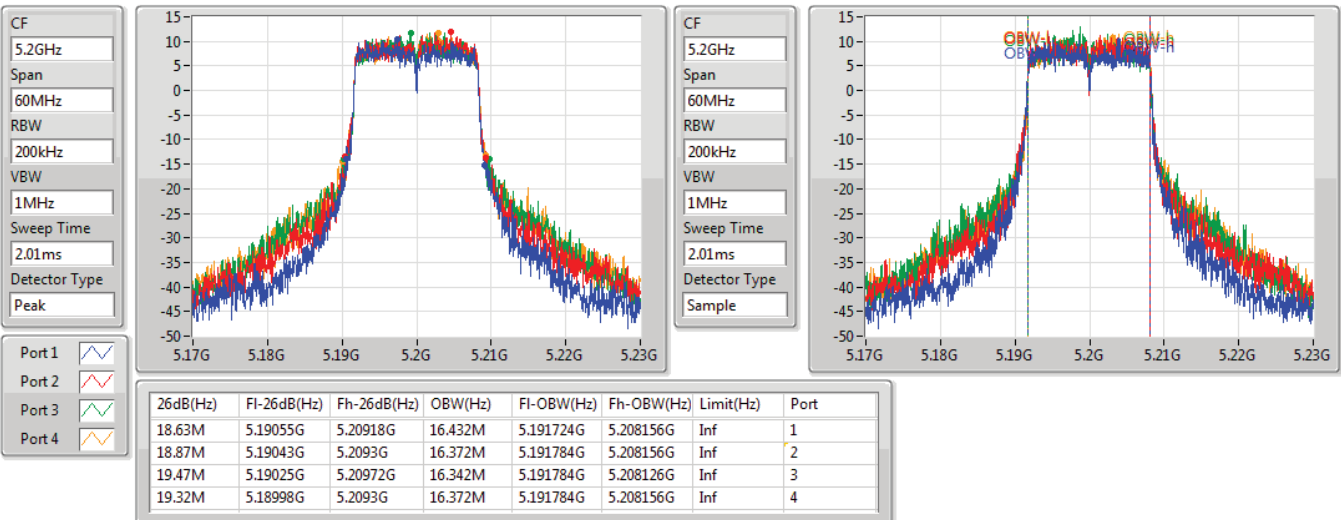 CF
5.2GHz
Span
60MHz
RBW
200kHz
VBW
1MHz
Sweep Time
2.01ms
Detector Type
Peak
15
10
5
0
-5
-10
-15
-20
-25
-30
-35
-40
-45
-50
5.17G 5.18G 5.19G 5.2G 5.21G 5.22G 5.23G
CF
5.2GHz
Span
60MHz
RBW
200kHz
VBW
1MHz
Sweep Time
2.01ms
Detector Type
Sample
15
10
5
0
-5
-10
-15
-20
-25
-30
-35
-40
-45
-50
5.17G 5.18G 5.19G 5.2G 5.21G 5.22G 5.23G
Port 1
Port 2
Port 3
Port 4
26dB(Hz) Fl-26dB(Hz) Fh-26dB(Hz) OBW(Hz) Fl-OBW(Hz) Fh-OBW(Hz) Limit(Hz) Port
18.63M 5.19055G 5.20918G 16.432M 5.191724G 5.208156G Inf 1
18.87M 5.19043G 5.2093G 16.372M 5.191784G 5.208156G Inf 2
19.47M 5.19025G 5.20972G 16.342M 5.191784G 5.208126G Inf 3
19.32M 5.18998G 5.2093G 16.372M 5.191784G 5.208156G Inf 4